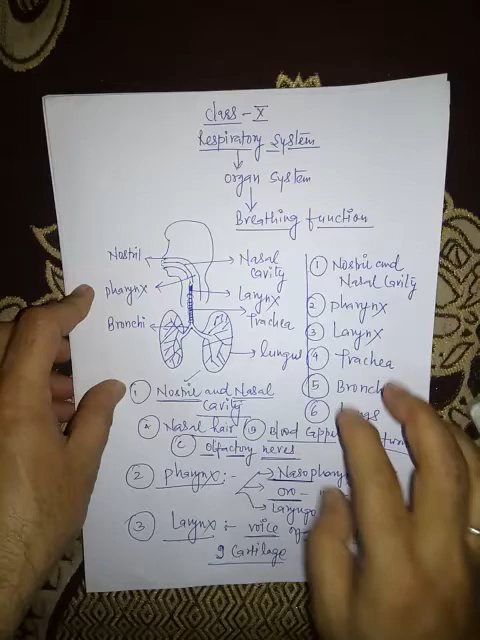 Class - X
Respiratory System
Organ System
Breathing function
Nostril
Nasal
Cavity
pharynx
Larynx
Bronchi
Trachea
lungs
① Nostril and
Nasal Cavity
② pharynx
③ Larynx
④ Trachea
⑤ Bronch
⑥
① Nostril and Nasal
Cavity
Ⓐ Nasal hair Ⓑ Blood
Ⓒ olfactory nerves
② pharynx :-
Nasophary
Oro -
Laryngo
③ Larynx :- voice
9 Cartilage